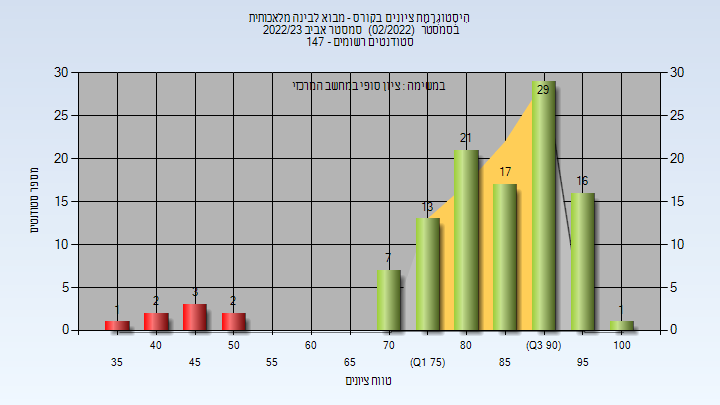 היסטוגרמת ציונים בקורס - מבוא לבינה מלאכותית
בסמסטר (02/2022) סמסטר אביב 2022/23
סטודנטים רשומים - 147
במשימה : ציון סופי במחשב המרכזי
מספר סטודנטים
30 25 20 15 10 5 0
30 25 20 15 10 5 0
1 2 3 2 7 13 21 17 29 16 1
40 50 60 70 80 (Q3 90) 100
35 45 55 65 (Q1 75) 85 95
טווח ציונים